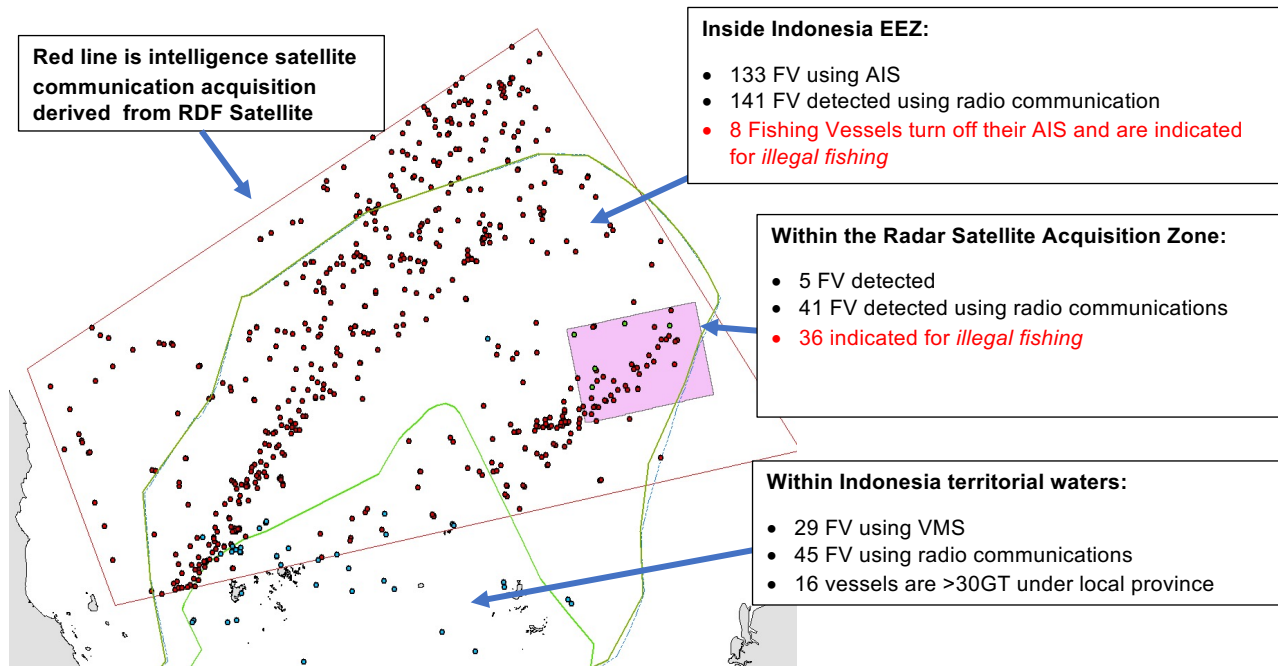 Red line is intelligence satellite
communication acquisition
derived from RDF Satellite
Inside Indonesia EEZ:
• 133 FV using AIS
• 141 FV detected using radio communication
• 8 Fishing Vessels turn off their AIS and are indicated
for illegal fishing
Within the Radar Satellite Acquisition Zone:
• 5 FV detected
• 41 FV detected using radio communications
• 36 indicated for illegal fishing
Within Indonesia territorial waters:
• 29 FV using VMS
• 45 FV using radio communications
• 16 vessels are >30GT under local province